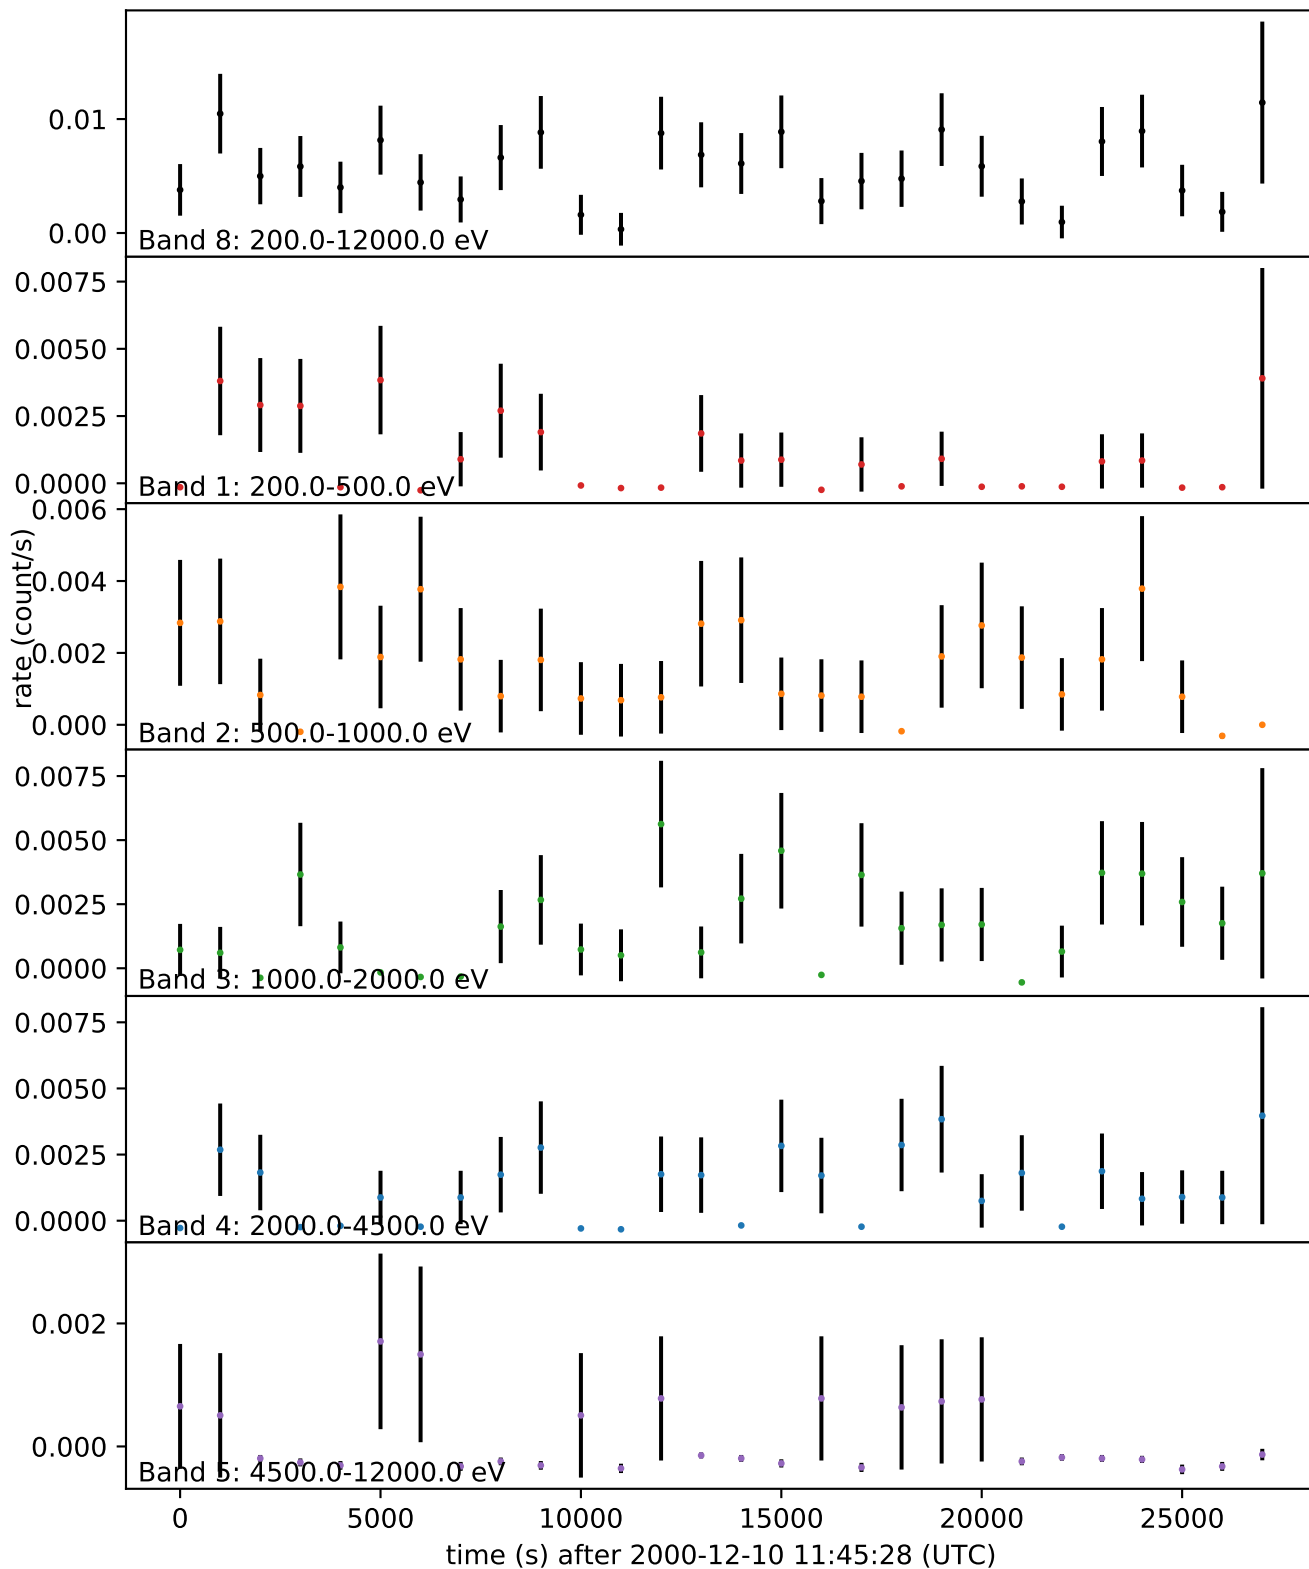 0.01
0.00
Band 8: 200.0-12000.0 eV
0.0075
0.0050
0.0025
0.0000
Band 1: 200.0-500.0 eV
0.006
0.004
0.002
0.000
Band 2: 500.0-1000.0 eV
rate (count/s)
0.0075
0.0050
0.0025
0.0000
Band 3: 1000.0-2000.0 eV
0.0075
0.0050
0.0025
0.0000
Band 4: 2000.0-4500.0 eV
0.002
0.000
Band 5: 4500.0-12000.0 eV
0 5000 10000 15000 20000 25000
time (s) after 2000-12-10 11:45:28 (UTC)